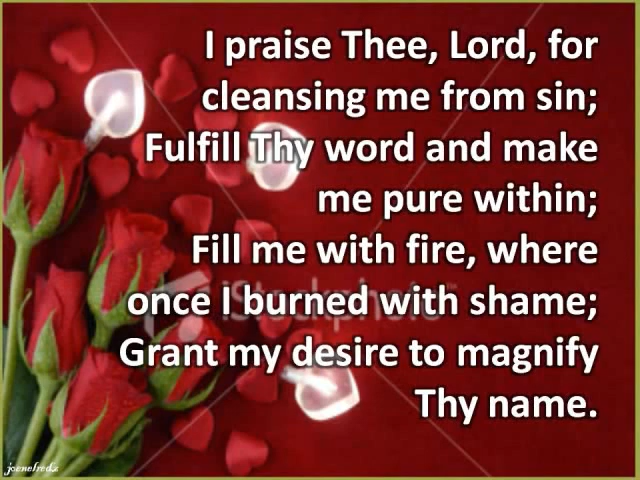 I praise Thee, Lord, for
cleansing me from sin;
Fulfill Thy word and make
me pure within;
Fill me with fire, where
once I burned with shame;
Grant my desire to magnify
Thy name.
iStockphoto™